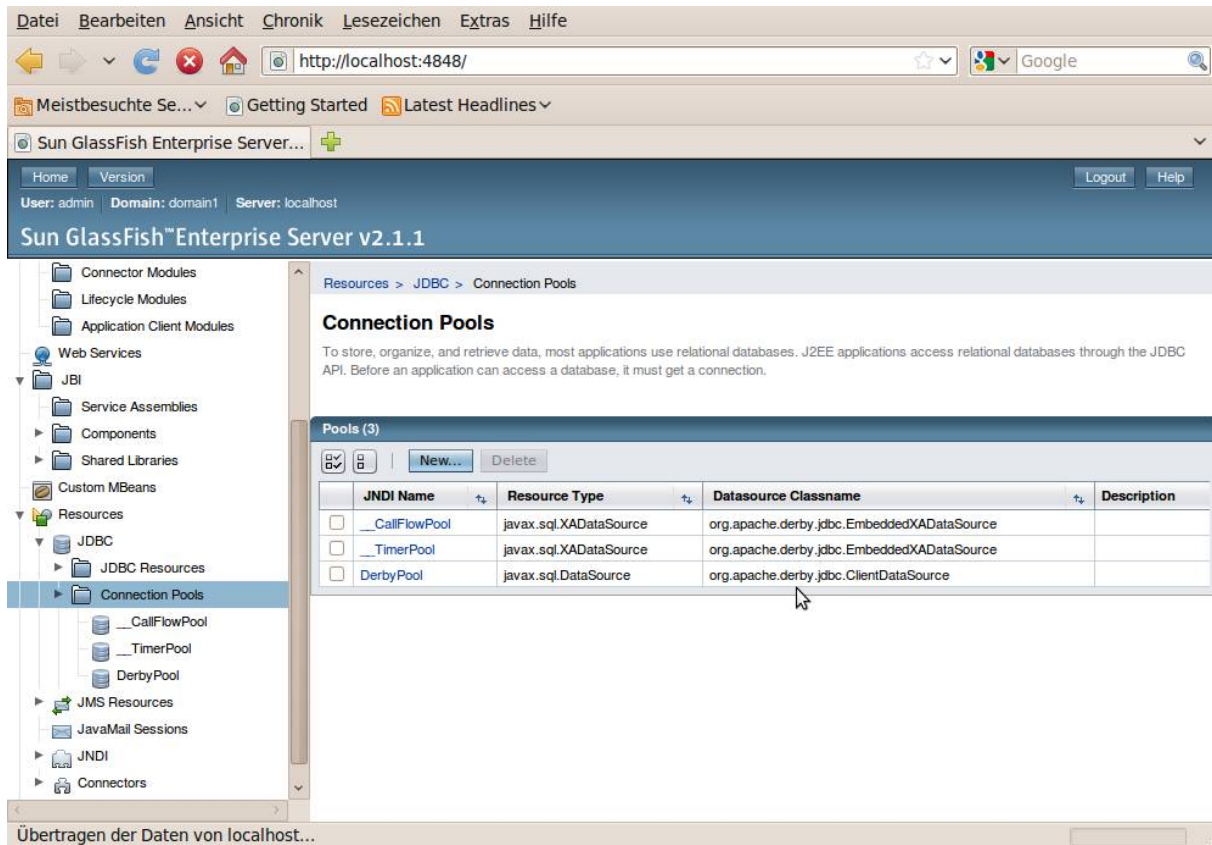 Datei Bearbeiten Ansicht Chronik Lesezeichen Extras Hilfe
http://localhost:4848/
Google
Meistbesuchte Se... Getting Started Latest Headlines
Sun GlassFish Enterprise Server...
Home Version Logout Help
User: admin Domain: domain1 Server: localhost
Sun GlassFish™Enterprise Server v2.1.1
Connector Modules
Lifecycle Modules
Application Client Modules
Web Services
JBI
Service Assemblies
Components
Shared Libraries
Custom MBeans
Resources
JDBC
JDBC Resources
Connection Pools
__CallFlowPool
__TimerPool
DerbyPool
JMS Resources
JavaMail Sessions
JNDI
Connectors
Resources > JDBC > Connection Pools
Connection Pools
To store, organize, and retrieve data, most applications use relational databases. J2EE applications access relational databases through the JDBC
API. Before an application can access a database, it must get a connection.
Pools (3)
New... Delete
JNDI Name Resource Type Datasource Classname Description
__CallFlowPool javax.sql.XADataSource org.apache.derby.jdbc.EmbeddedXADataSource
__TimerPool javax.sql.XADataSource org.apache.derby.jdbc.EmbeddedXADataSource
DerbyPool javax.sql.DataSource org.apache.derby.jdbc.ClientDataSource
Übertragen der Daten von localhost...